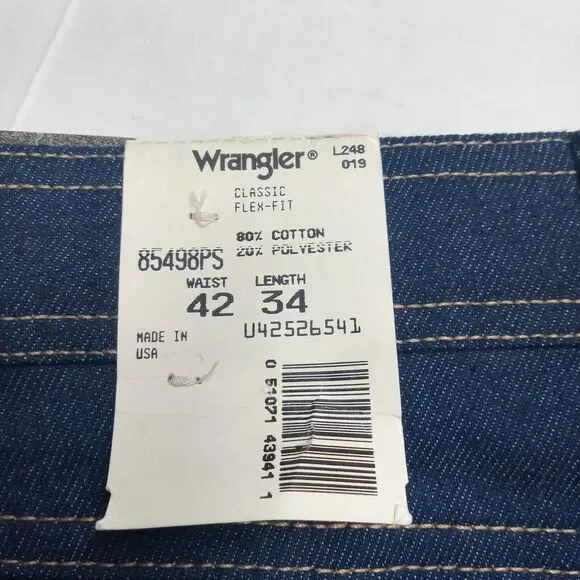 Wrangler® L248
019
CLASSIC
FLEX-FIT
80% COTTON
85498PS 20% POLYESTER
WAIST LENGTH
42 34
MADE IN U42526541
USA
0 51071 43941 1